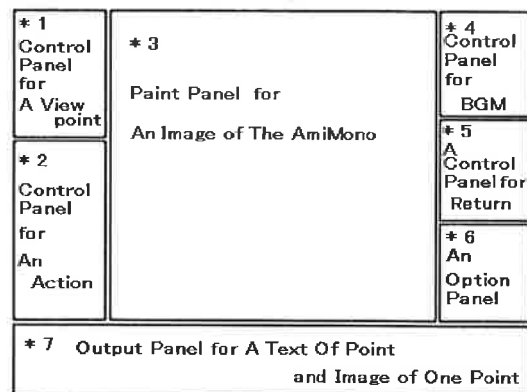 * 1
Control
Panel
for
A View
point
* 2
Control
Panel
for
An
Action
* 3
Paint Panel for
An Image of The AmiMono
* 4
Control
Panel
for
BGM
* 5
A
Control
Panel for
Return
* 6
An
Option
Panel
* 7 Output Panel for A Text Of Point
and Image of One Point